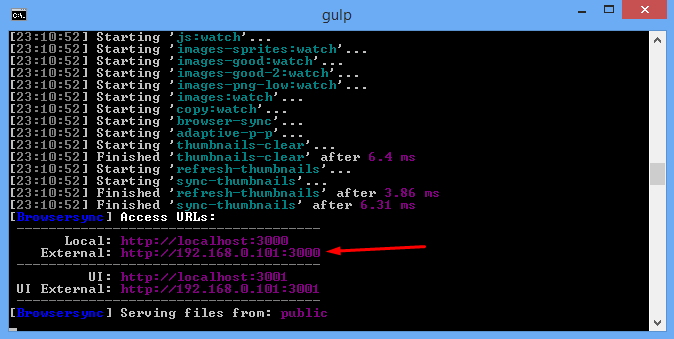 gulp
[23:10:52] Starting 'js:watch'...
[23:10:52] Starting 'images-sprites:watch'...
[23:10:52] Starting 'images-good:watch'...
[23:10:52] Starting 'images-good-2:watch'...
[23:10:52] Starting 'images-png-low:watch'...
[23:10:52] Starting 'images:watch'...
[23:10:52] Starting 'copy:watch'...
[23:10:52] Starting 'browser-sync'...
[23:10:52] Starting 'adaptive-p-p'...
[23:10:52] Starting 'thumbnails-clear'...
[23:10:52] Finished 'thumbnails-clear' after 6.4 ms
[23:10:52] Starting 'refresh-thumbnails'...
[23:10:52] Starting 'sync-thumbnails'...
[23:10:52] Finished 'refresh-thumbnails' after 3.86 ms
[23:10:52] Finished 'sync-thumbnails' after 6.31 ms
[Browsersync] Access URLs:
--------------------------------------
Local: http://localhost:3000
External: http://192.168.0.101:3000
--------------------------------------
UI: http://localhost:3001
UI External: http://192.168.0.101:3001
--------------------------------------
[Browsersync] Serving files from: public